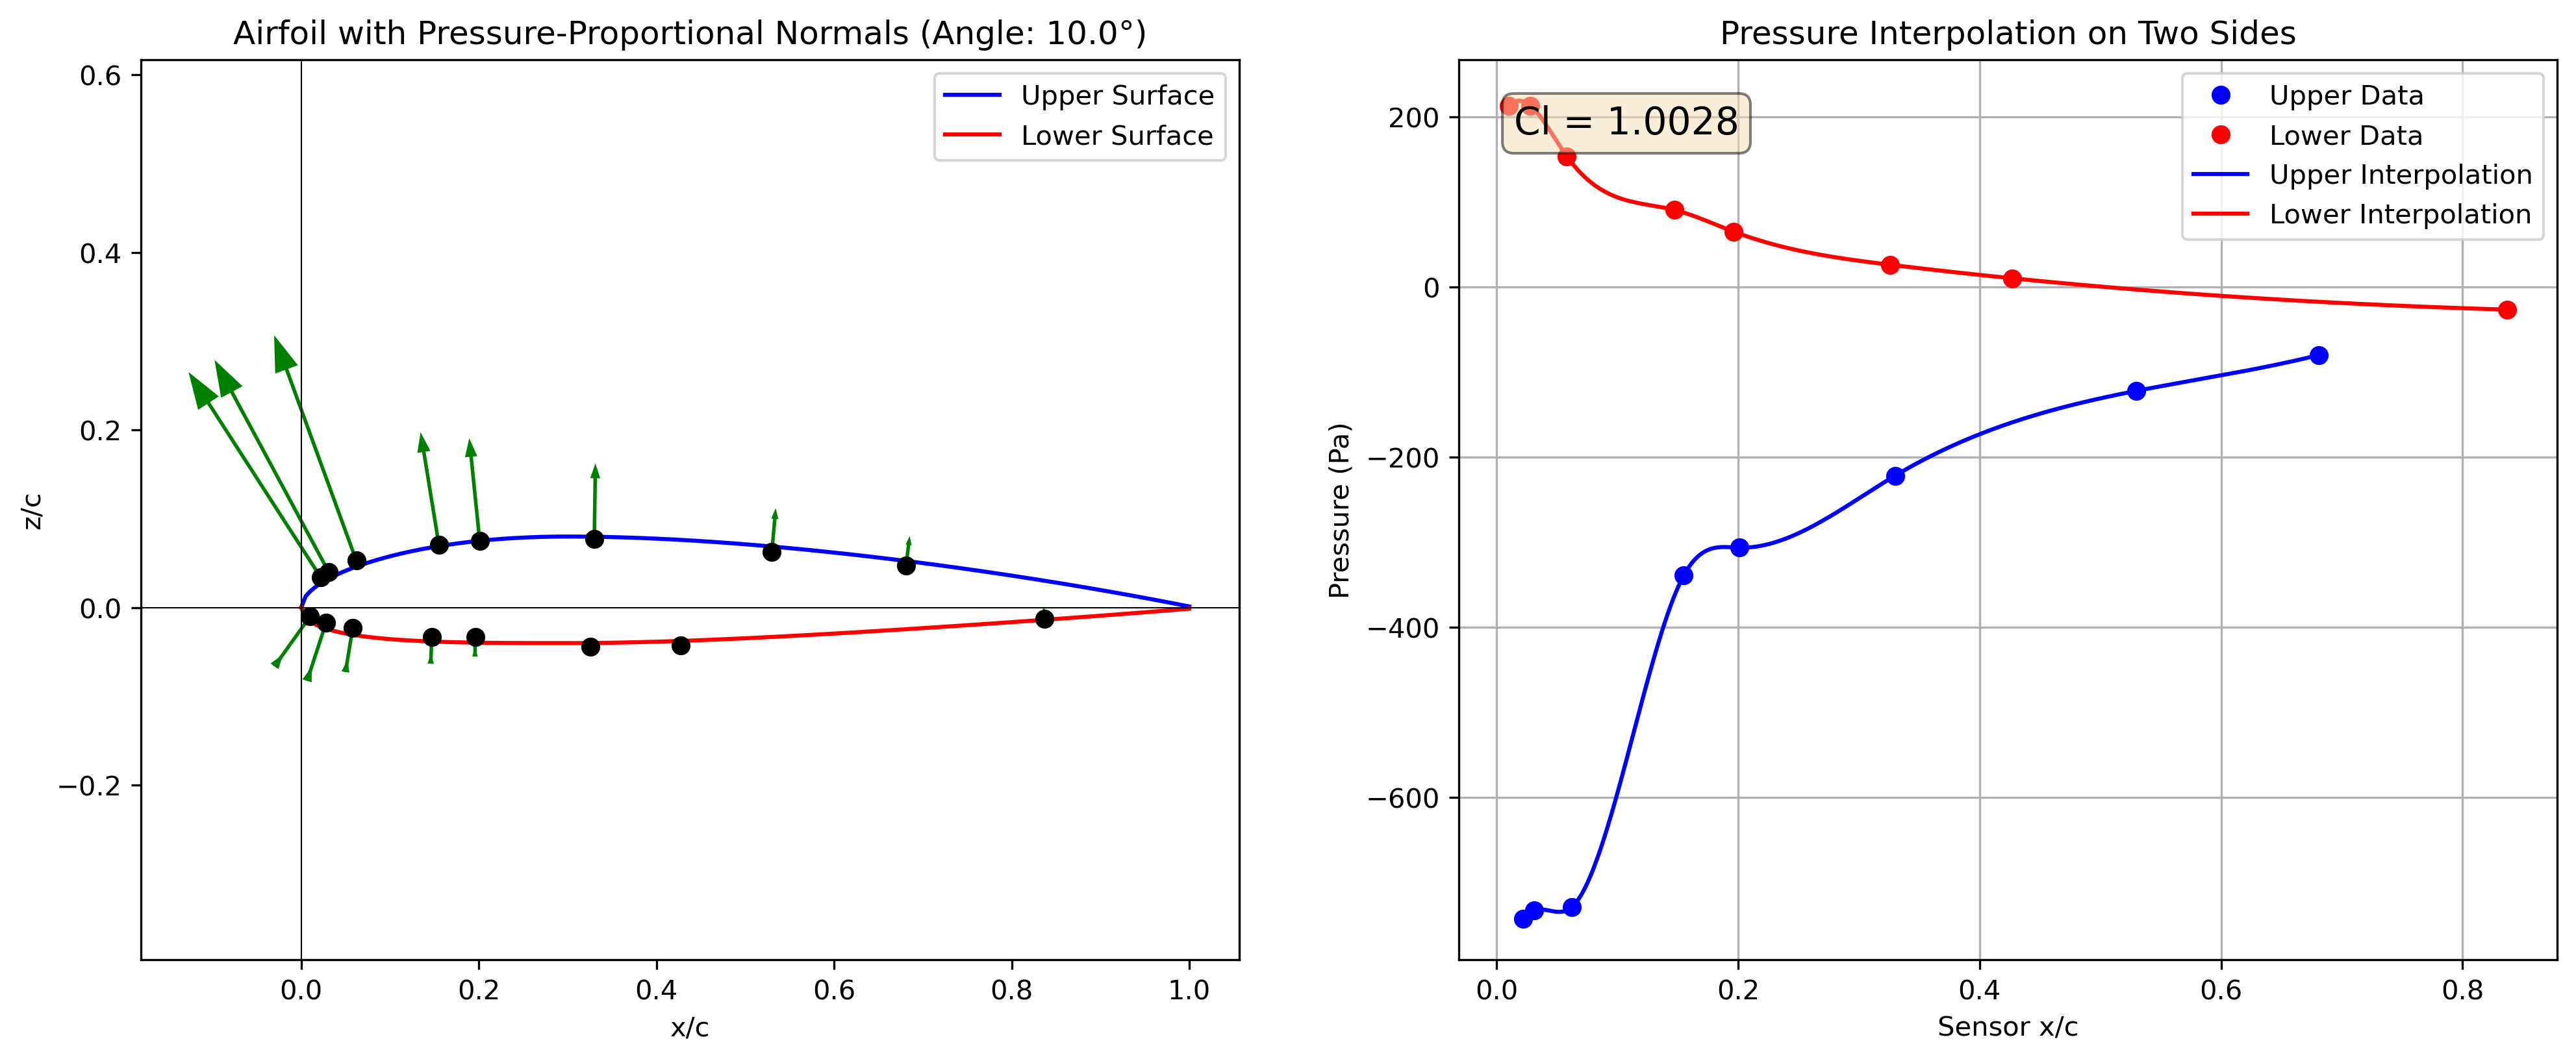 Airfoil with Pressure-Proportional Normals (Angle: 10.0°)
Upper Surface
Lower Surface
z/c
0.6
0.4
0.2
0.0
−0.2
0.0 0.2 0.4 0.6 0.8 1.0
x/c
Pressure Interpolation on Two Sides
Cl = 1.0028
Upper Data
Lower Data
Upper Interpolation
Lower Interpolation
Pressure (Pa)
200
0
−200
−400
−600
0.0 0.2 0.4 0.6 0.8
Sensor x/c